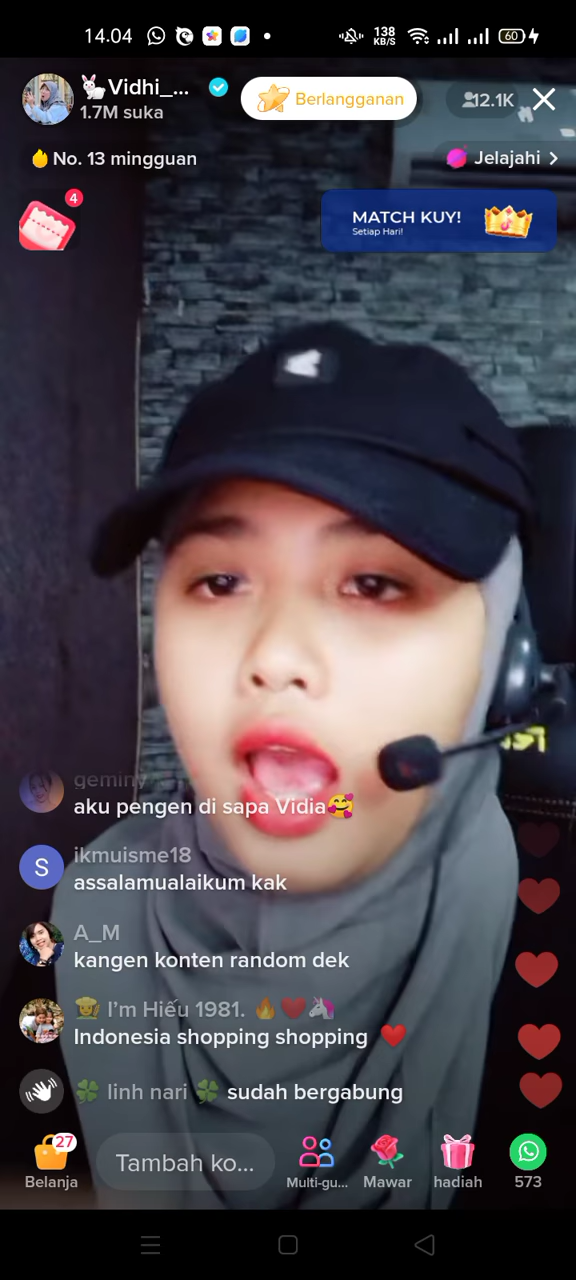 14.04
138
KB/S
60
Vidhi_...
1.7M suka
Berlangganan
12.1K
No. 13 mingguan
Jelajahi >
4
MATCH KUY!
Setiap Hari!
aku pengen di sapa Vidia🥰
S
ikmuisme18
assalamualaikum kak
A_M
kangen konten random dek
I'm Hiếu 1981. 🔥❤️🦄
Indonesia shopping shopping ❤️
🍀 linh nari 🍀 sudah bergabung
27
Tambah ko...
Belanja
Multi-gu...
Mawar
hadiah
573